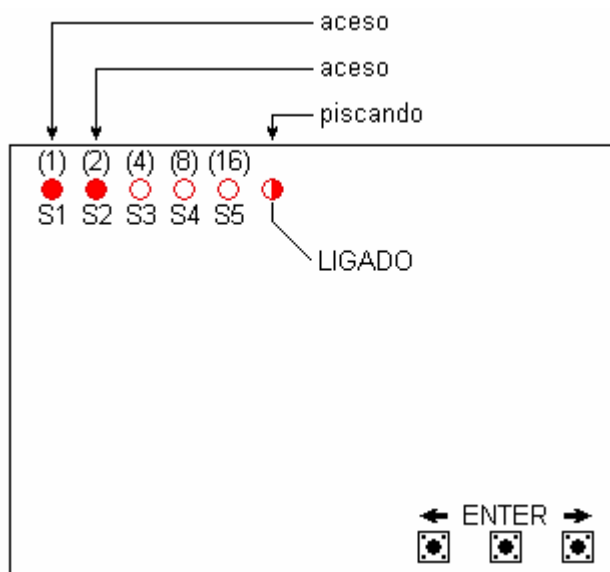 aceso
aceso
piscando
(1) (2) (4) (8) (16)
S1 S2 S3 S4 S5
LIGADO
ENTER